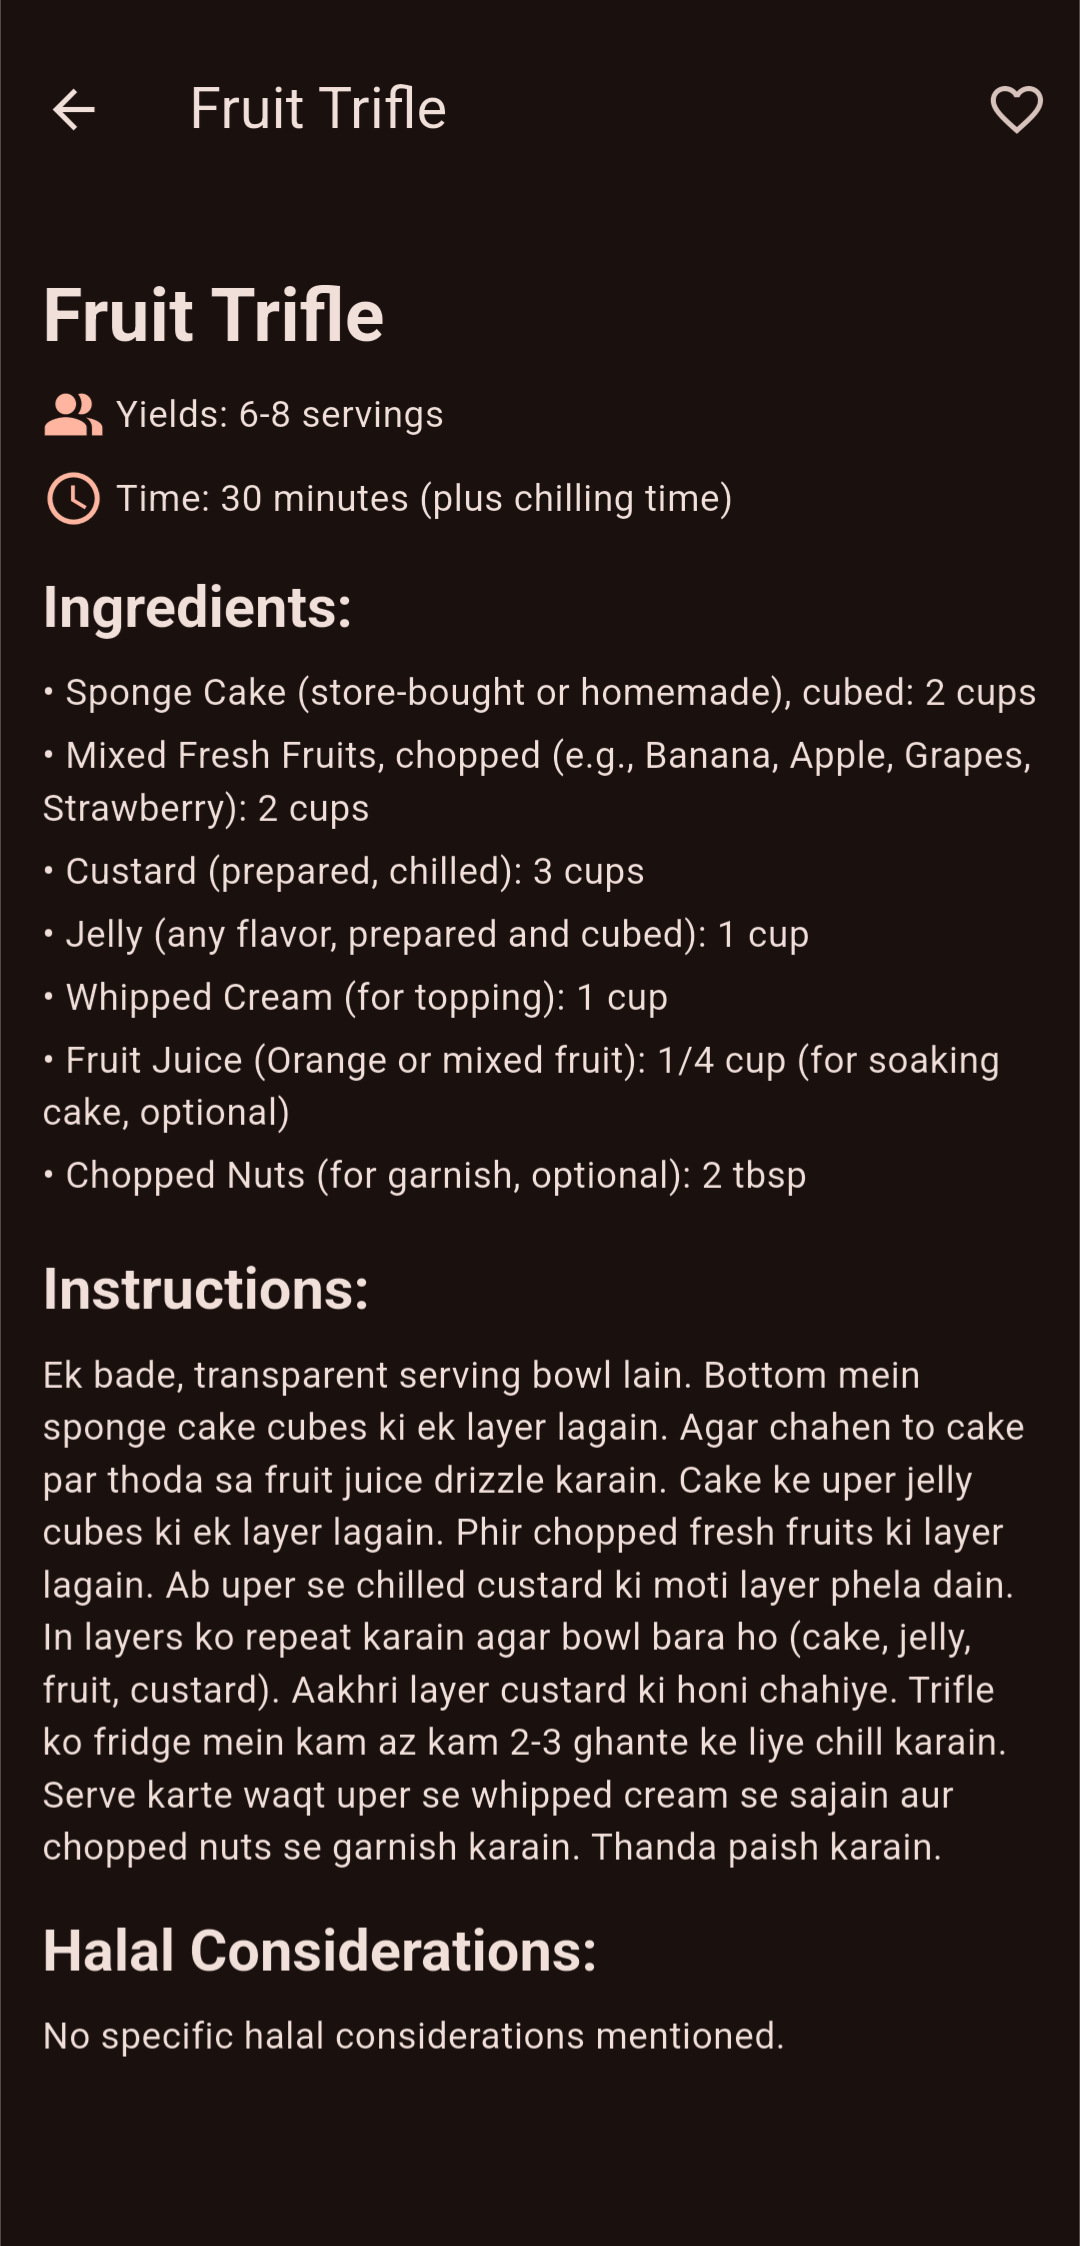 Fruit Trifle
Fruit Trifle
Yields: 6-8 servings
Time: 30 minutes (plus chilling time)
Ingredients:
• Sponge Cake (store-bought or homemade), cubed: 2 cups
• Mixed Fresh Fruits, chopped (e.g., Banana, Apple, Grapes,
Strawberry): 2 cups
• Custard (prepared, chilled): 3 cups
• Jelly (any flavor, prepared and cubed): 1 cup
• Whipped Cream (for topping): 1 cup
• Fruit Juice (Orange or mixed fruit): 1/4 cup (for soaking
cake, optional)
• Chopped Nuts (for garnish, optional): 2 tbsp
Instructions:
Ek bade, transparent serving bowl lain. Bottom mein
sponge cake cubes ki ek layer lagain. Agar chahen to cake
par thoda sa fruit juice drizzle karain. Cake ke uper jelly
cubes ki ek layer lagain. Phir chopped fresh fruits ki layer
lagain. Ab uper se chilled custard ki moti layer phela dain.
In layers ko repeat karain agar bowl bara ho (cake, jelly,
fruit, custard). Aakhri layer custard ki honi chahiye. Trifle
ko fridge mein kam az kam 2-3 ghante ke liye chill karain.
Serve karte waqt uper se whipped cream se sajain aur
chopped nuts se garnish karain. Thanda paish karain.
Halal Considerations:
No specific halal considerations mentioned.